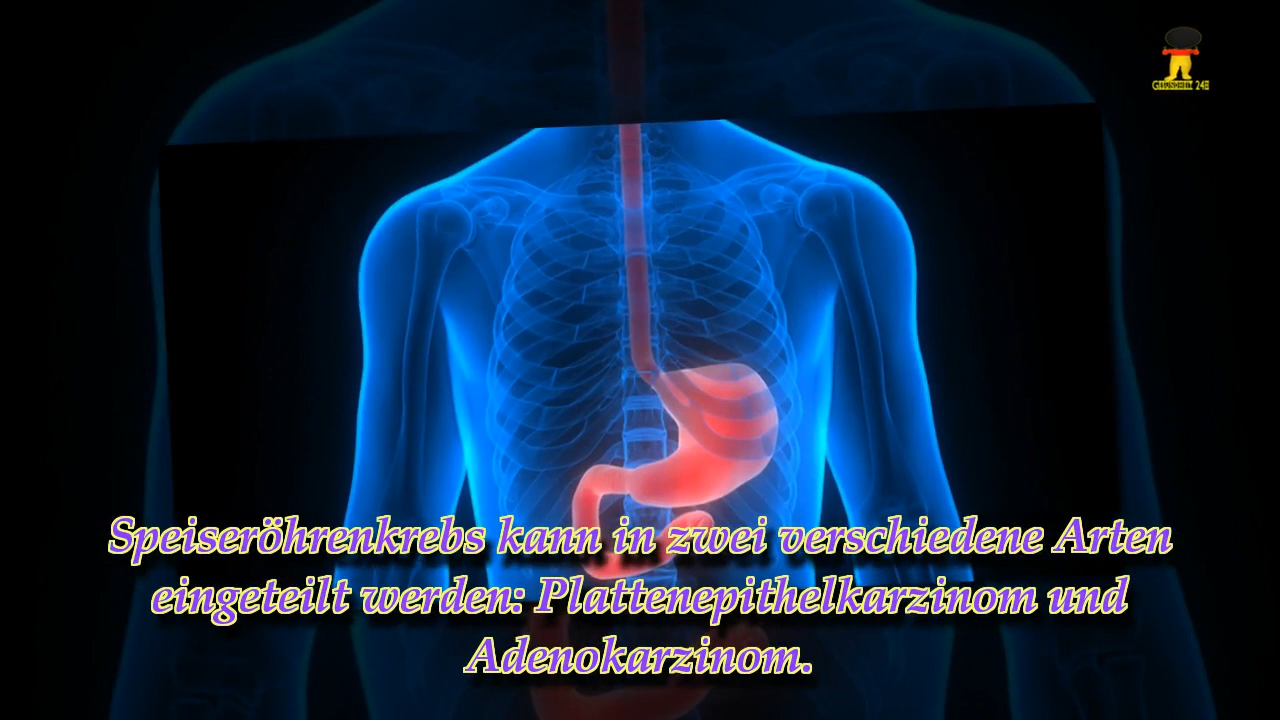 Speiseröhrenkrebs kann in zwei verschiedene Arten
eingeteilt werden: Plattenepithelkarzinom und
Adenokarzinom.